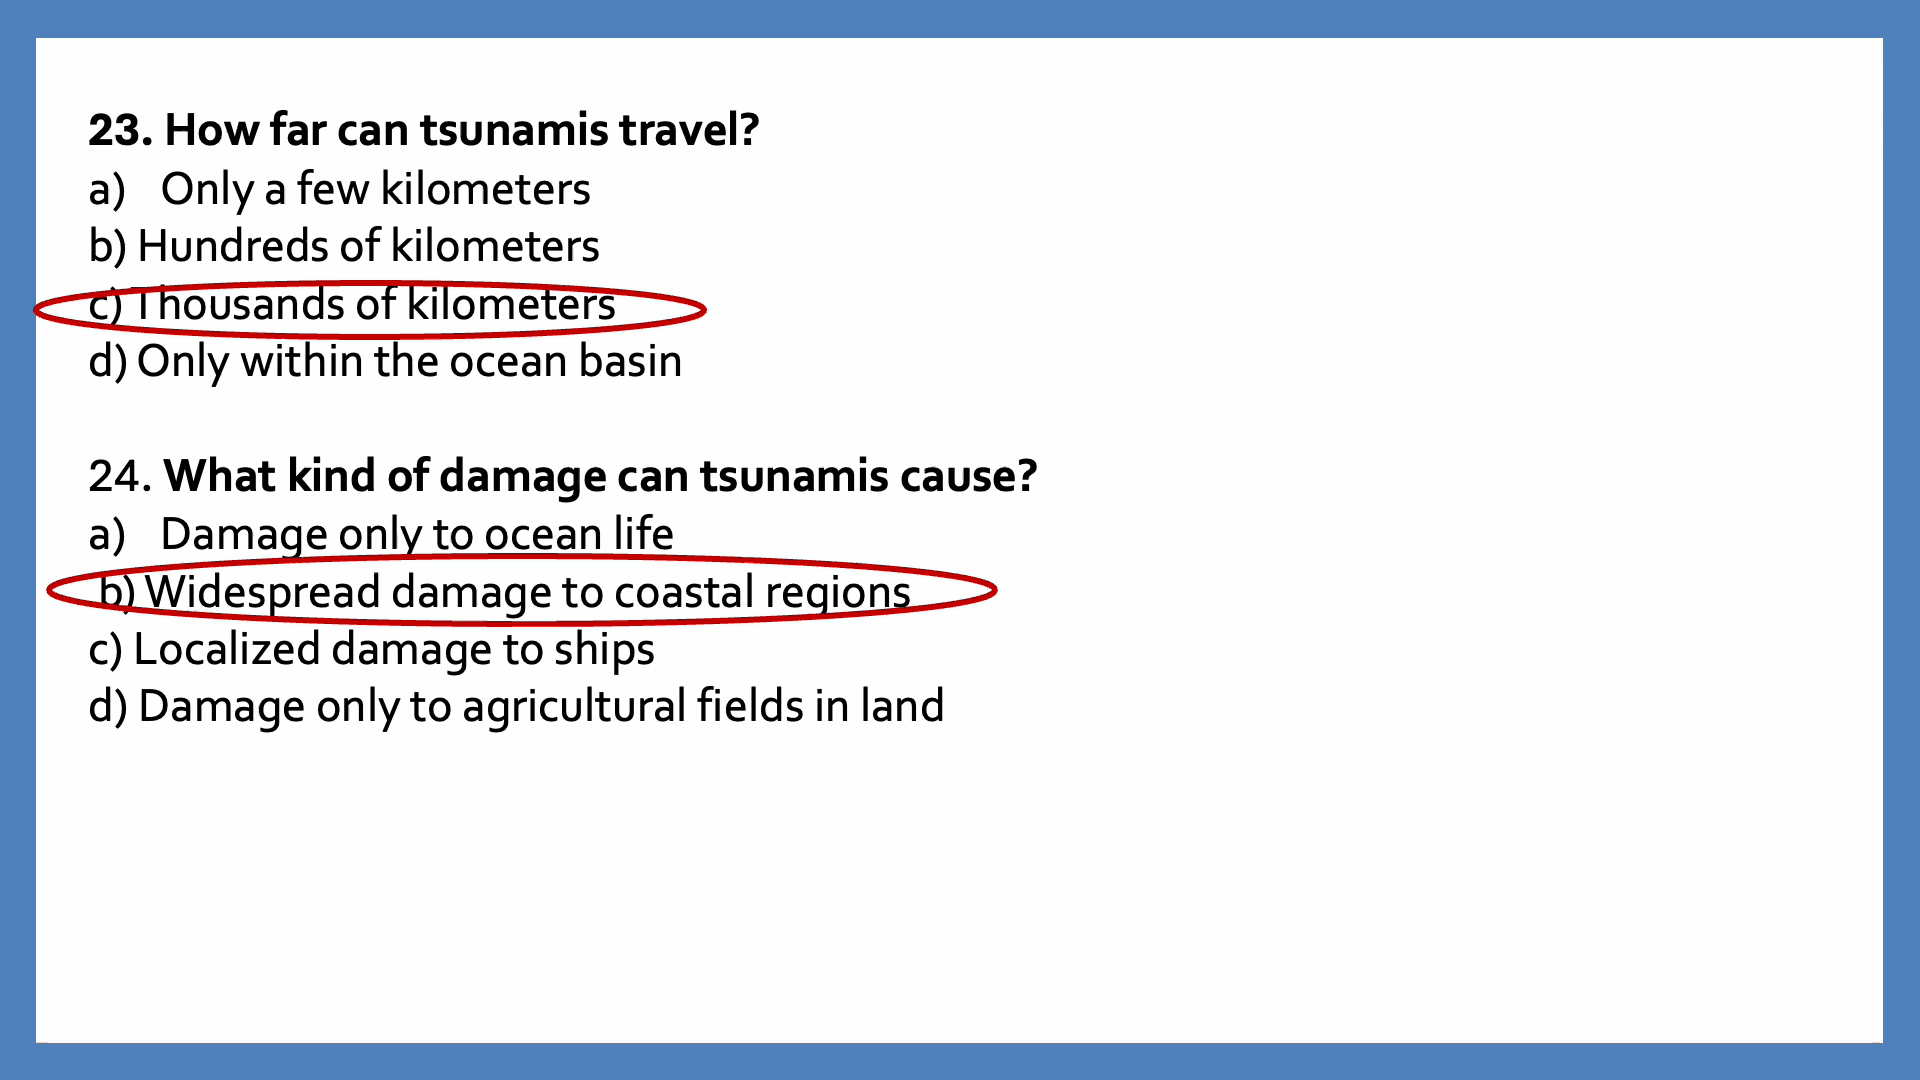 23. How far can tsunamis travel?
a) Only a few kilometers
b) Hundreds of kilometers
c) Thousands of kilometers
d) Only within the ocean basin
24. What kind of damage can tsunamis cause?
a) Damage only to ocean life
b) Widespread damage to coastal regions
c) Localized damage to ships
d) Damage only to agricultural fields in land